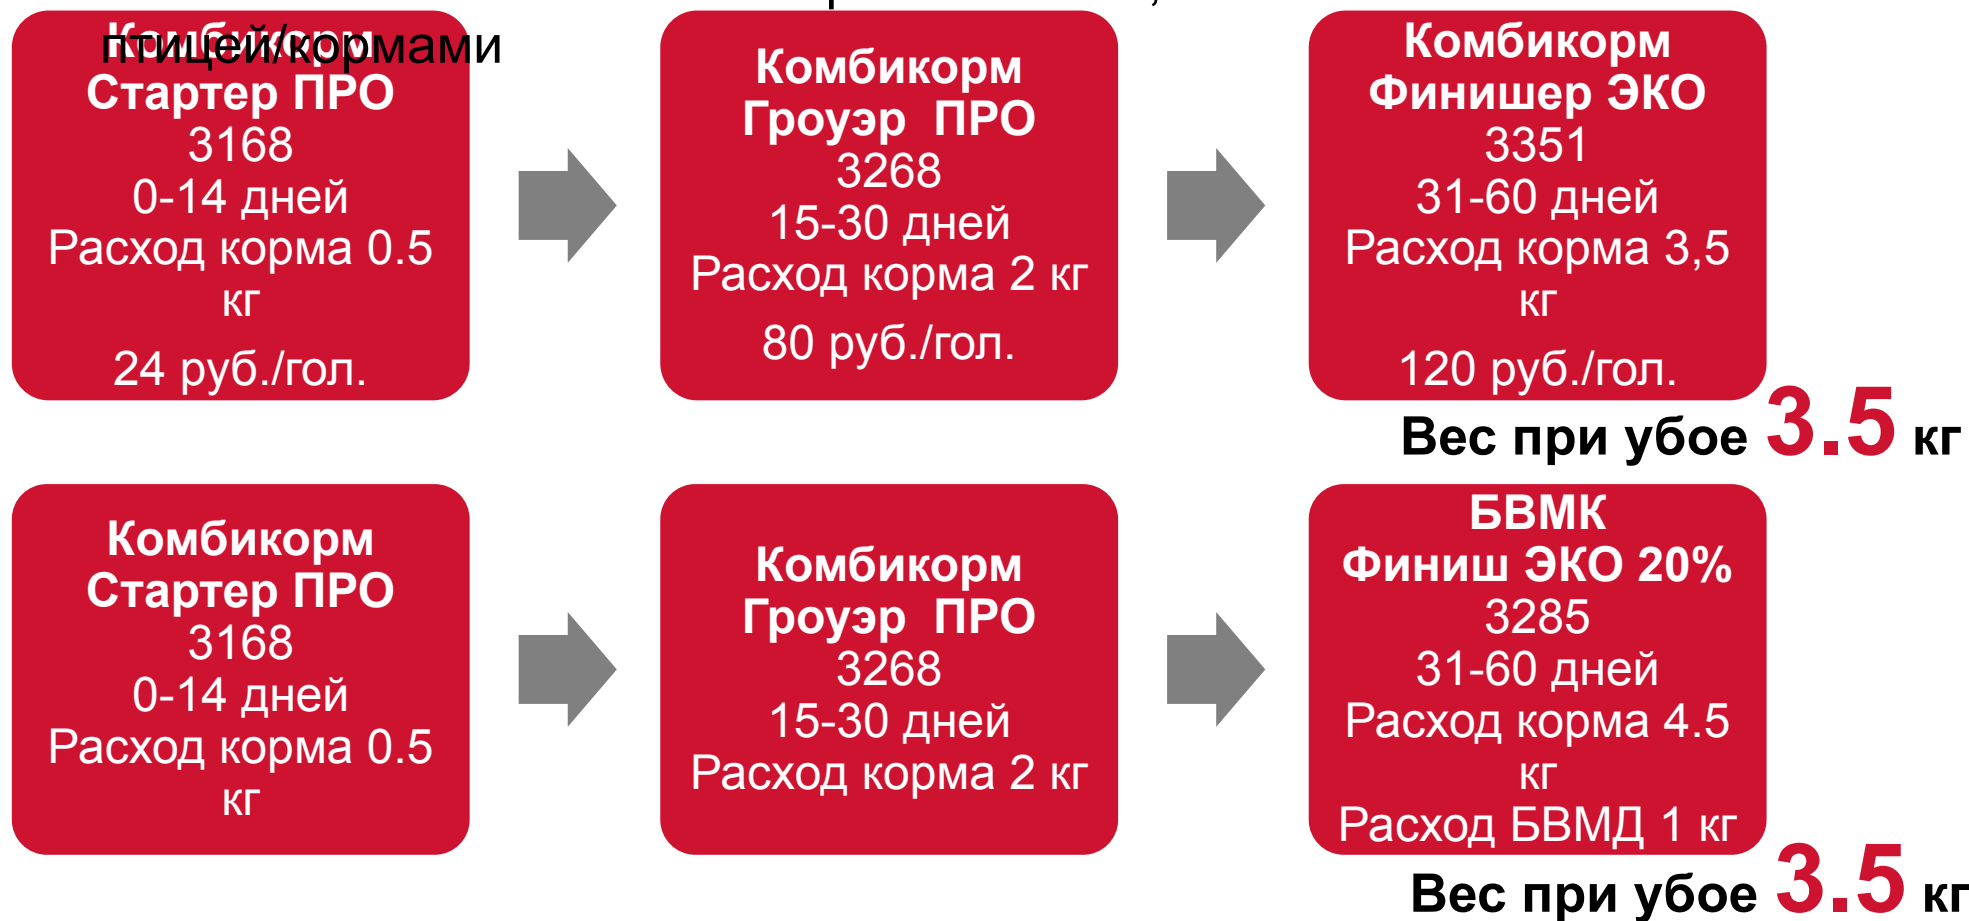 птицей/кормами
Комбикорм
Стартер ПРО
3168
0-14 дней
Расход корма 0.5
кг
24 руб./гол.
Комбикорм
Гроуэр ПРО
3268
15-30 дней
Расход корма 2 кг
80 руб./гол.
Комбикорм
Финишер ЭКО
3351
31-60 дней
Расход корма 3,5
кг
120 руб./гол.
Вес при убое 3.5 кг
Комбикорм
Стартер ПРО
3168
0-14 дней
Расход корма 0.5
кг
Комбикорм
Гроуэр ПРО
3268
15-30 дней
Расход корма 2 кг
БВМК
Финиш ЭКО 20%
3285
31-60 дней
Расход корма 4.5
кг
Расход БВМД 1 кг
Вес при убое 3.5 кг